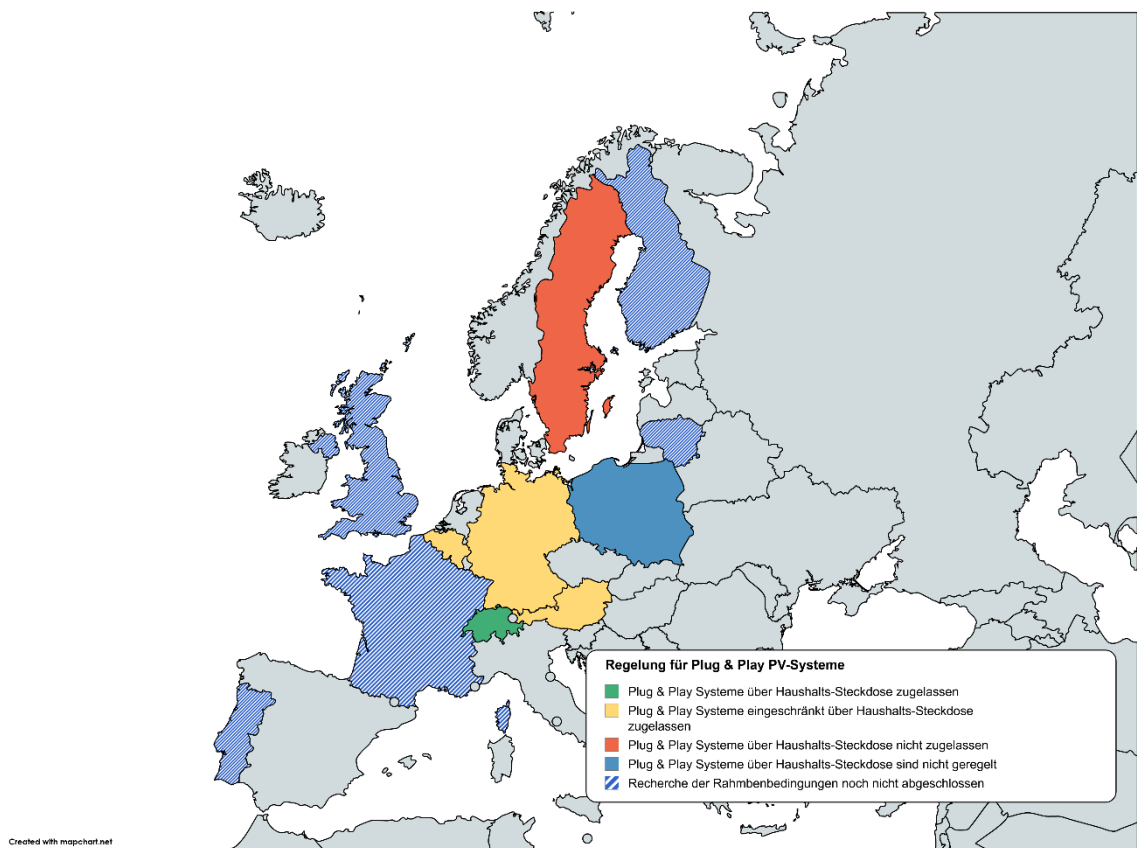 Regelung für Plug & Play PV-Systeme
Plug & Play Systeme über Haushalts-Steckdose zugelassen
Plug & Play Systeme eingeschränkt über Haushalts-Steckdose
zugelassen
Plug & Play Systeme über Haushalts-Steckdose nicht zugelassen
Plug & Play Systeme über Haushalts-Steckdose sind nicht geregelt
Recherche der Rahmbenbedingungen noch nicht abgeschlossen
Created with mapchart.net